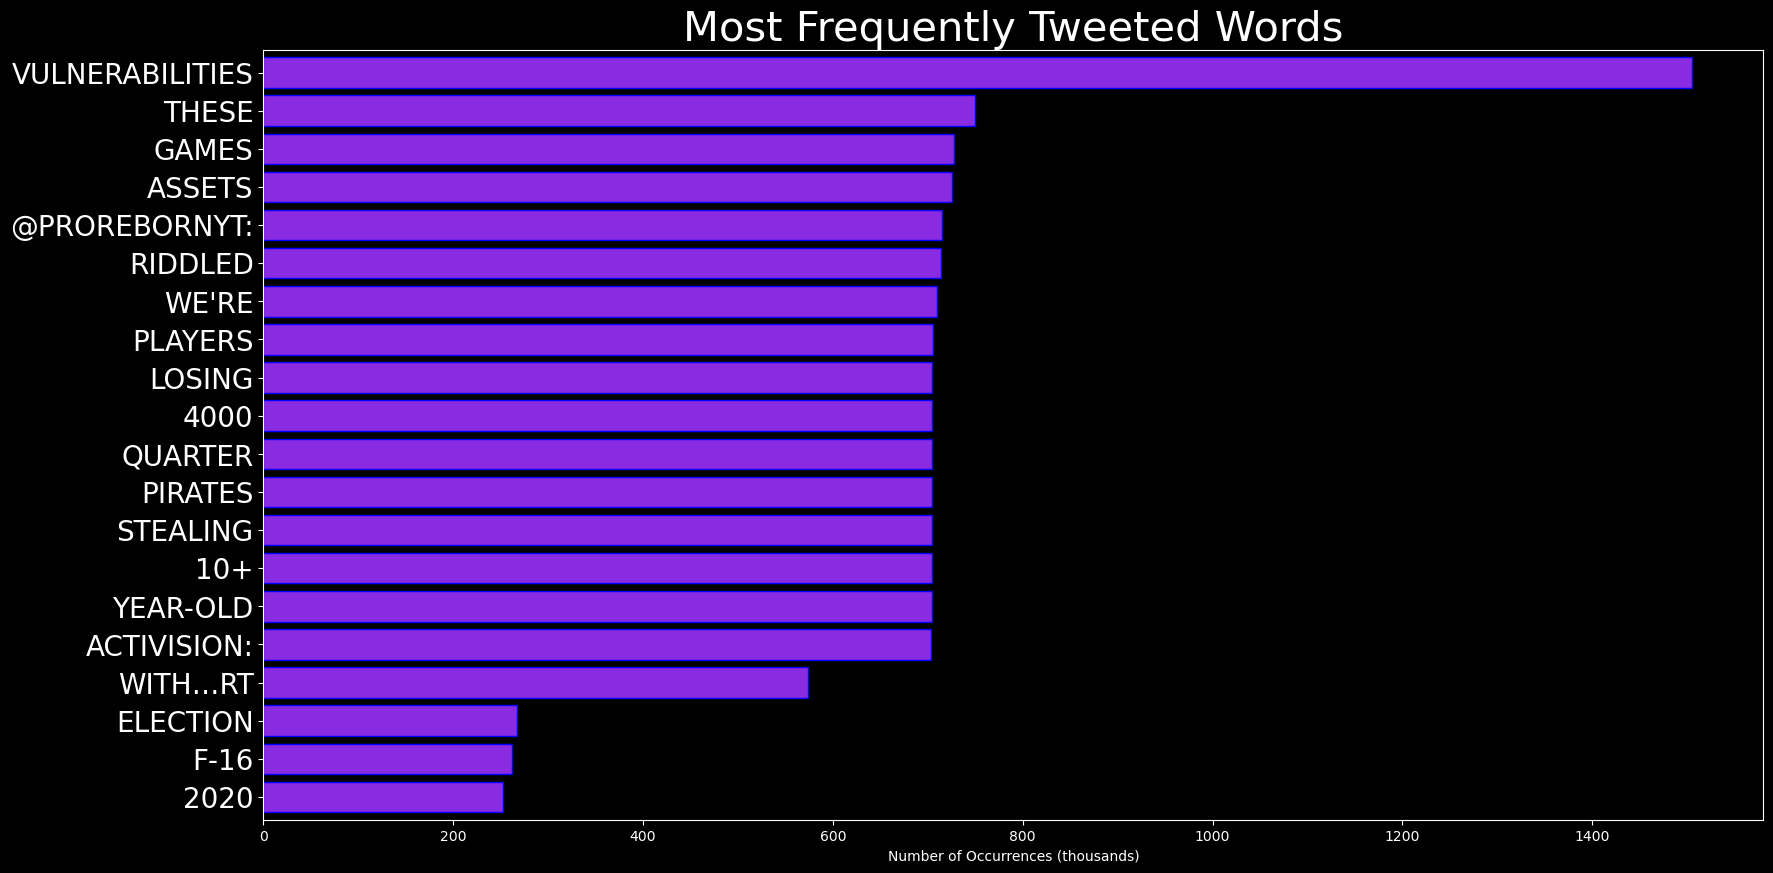 Most Frequently Tweeted Words
VULNERABILITIES
THESE
GAMES
ASSETS
@PROREBORNYT:
RIDDLED
WE'RE
PLAYERS
LOSING
4000
QUARTER
PIRATES
STEALING
10+
YEAR-OLD
ACTIVISION:
WITH…RT
ELECTION
F-16
2020
0 200 400 600 800 1000 1200 1400
Number of Occurrences (thousands)